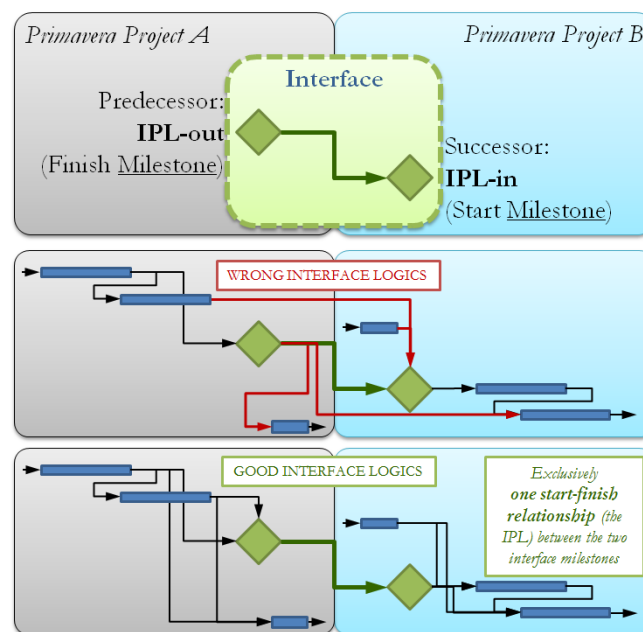 Primavera Project A
Primavera Project B
Interface
Predecessor:
IPL-out
(Finish Milestone)
Successor:
IPL-in
(Start Milestone)
WRONG INTERFACE LOGICS
GOOD INTERFACE LOGICS
Exclusively
one start-finish
relationship (the
IPL) between the two
interface milestones